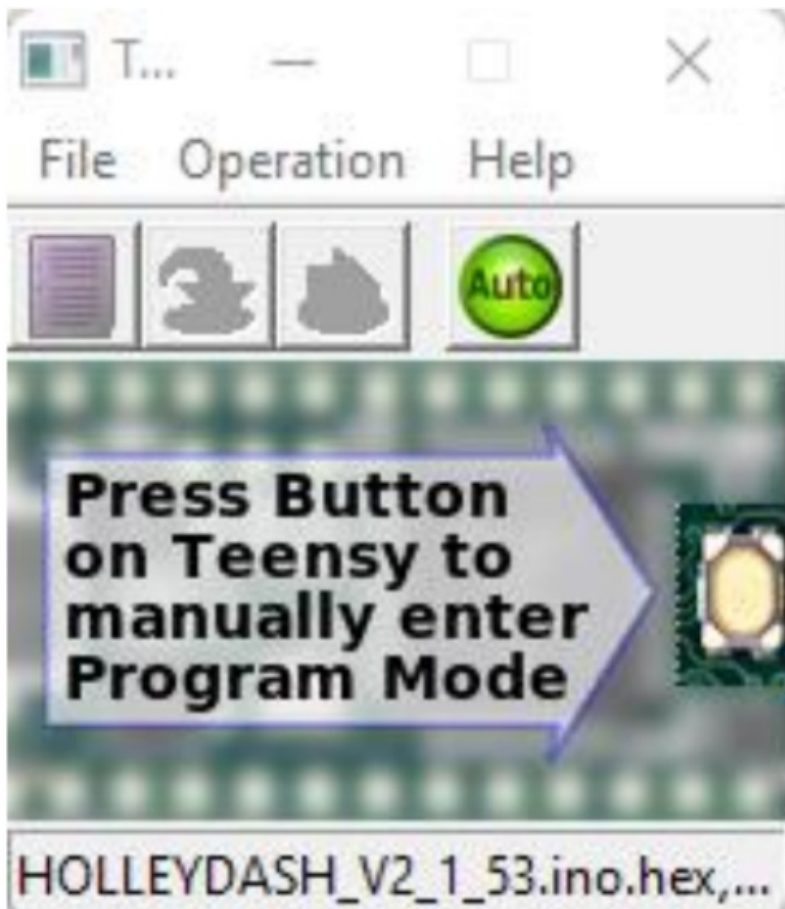 T...
File Operation Help
Auto
Press Button
on Teensy to
manually enter
Program Mode
HOLLEYDASH_V2_1_53.ino.hex,...